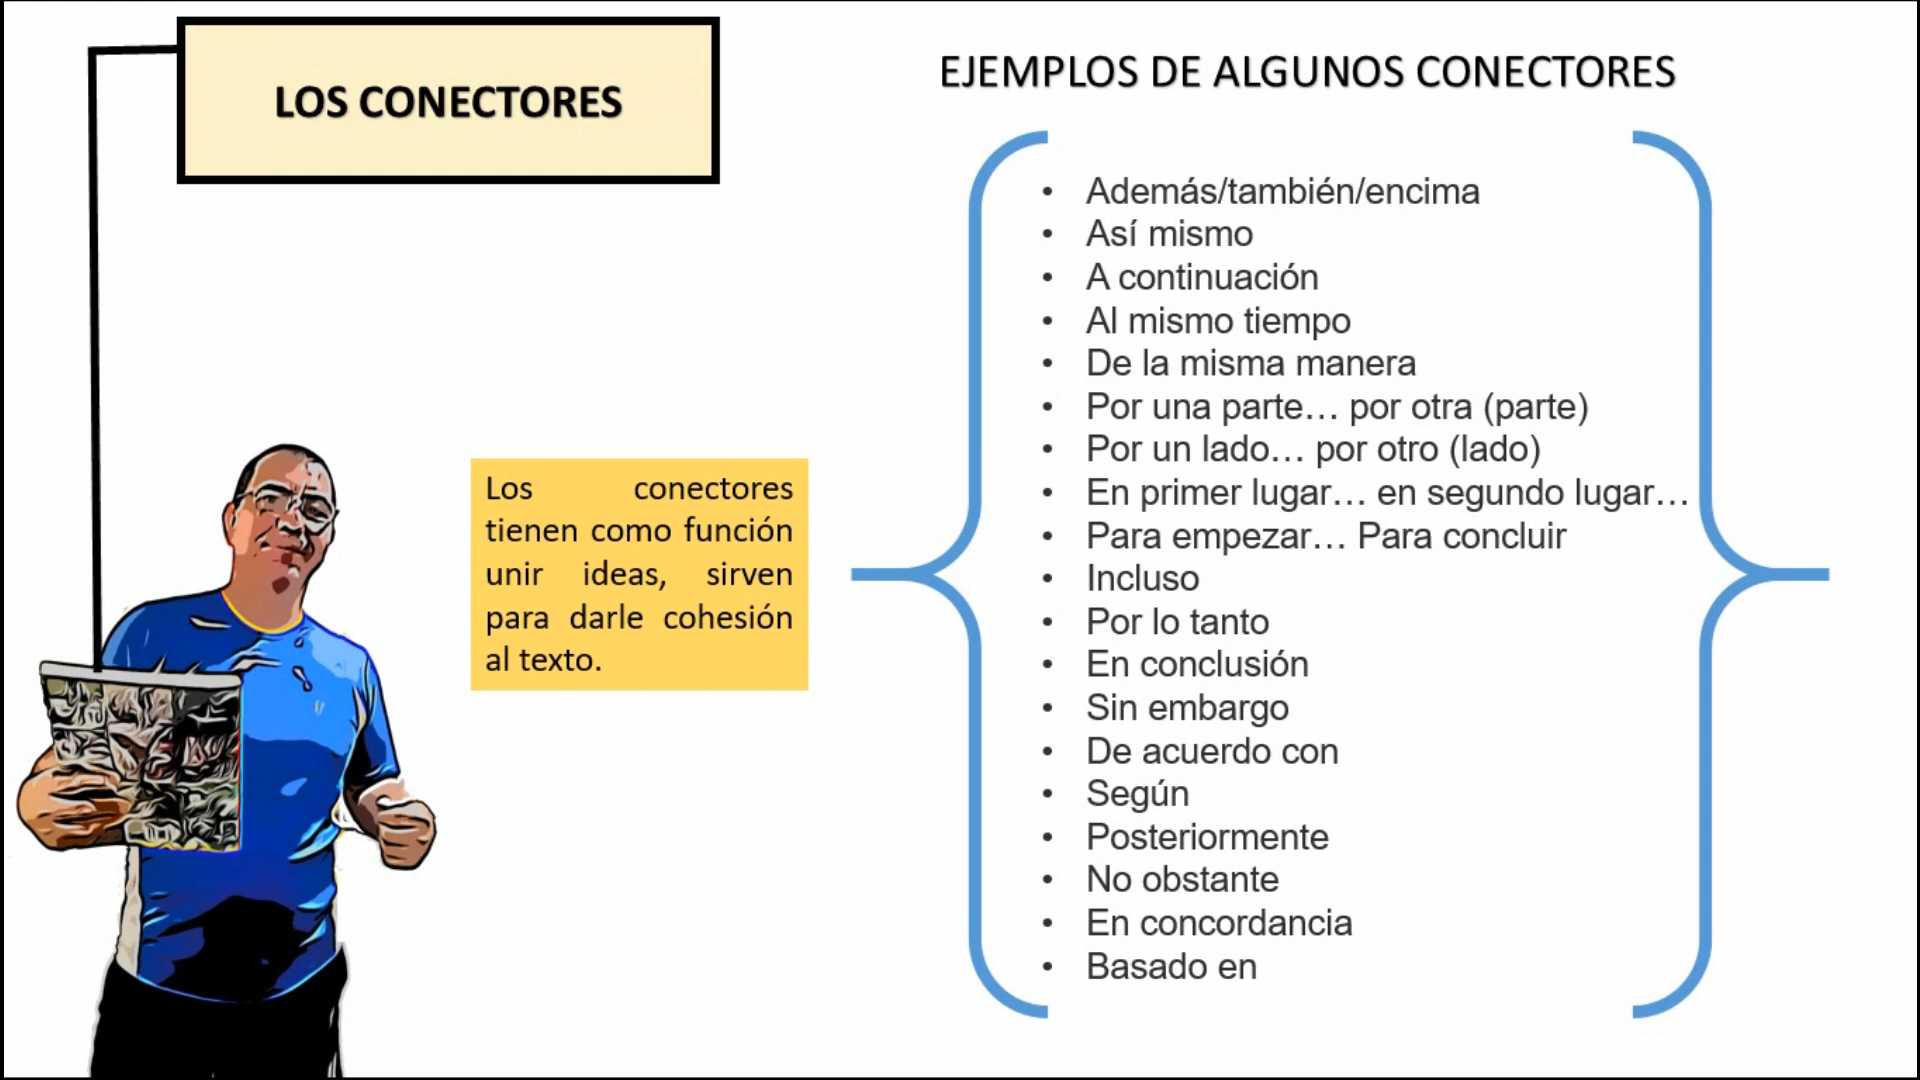 LOS CONECTORES
EJEMPLOS DE ALGUNOS CONECTORES
Los conectores
tienen como función
unir ideas, sirven
para darle cohesión
al texto.
• Además/también/encima
• Así mismo
• A continuación
• Al mismo tiempo
• De la misma manera
• Por una parte… por otra (parte)
• Por un lado… por otro (lado)
• En primer lugar… en segundo lugar…
• Para empezar… Para concluir
• Incluso
• Por lo tanto
• En conclusión
• Sin embargo
• De acuerdo con
• Según
• Posteriormente
• No obstante
• En concordancia
• Basado en